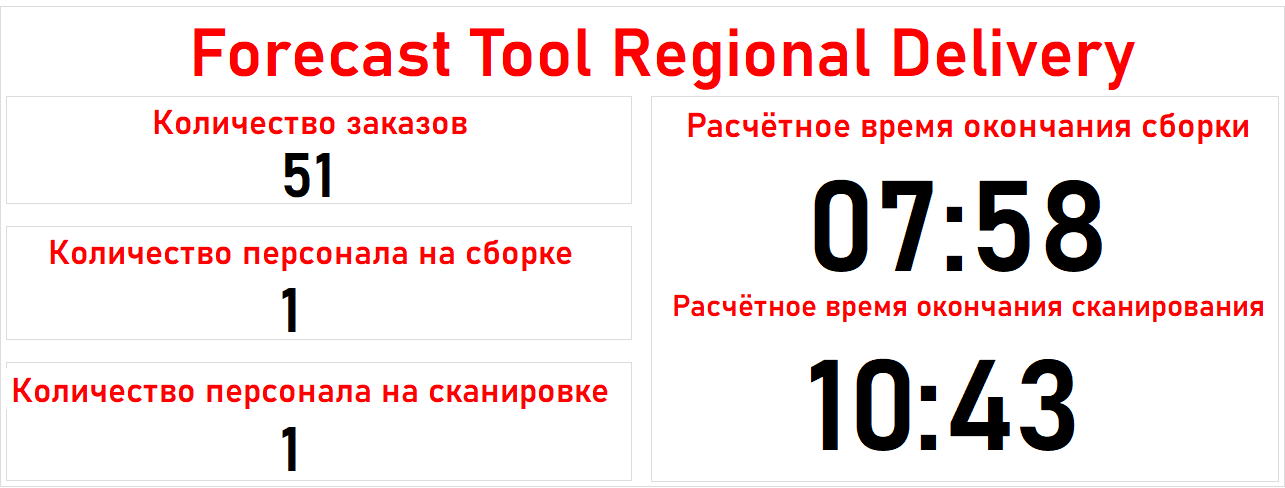 Forecast Tool Regional Delivery
Количество заказов
51
Количество персонала на сборке
1
Количество персонала на сканировке
1
Расчётное время окончания сборки
07:58
Расчётное время окончания сканирования
10:43